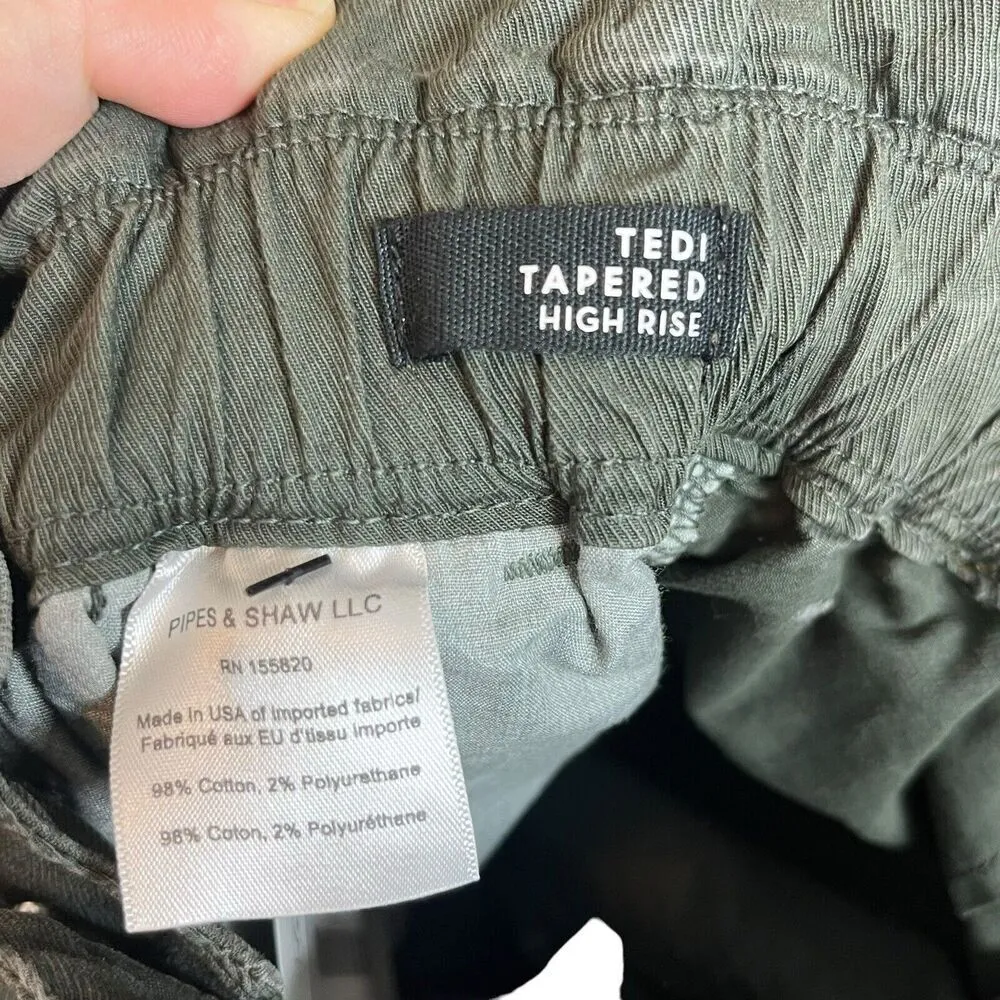 TEDI
TAPERED
HIGH RISE
PIPES & SHAW LLC
RN 155820
Made in USA of imported fabrics/
Fabriqué aux EU d'tissu importe
98% Cotton, 2% Polyurethane
98% Coton, 2% Polyuréthane